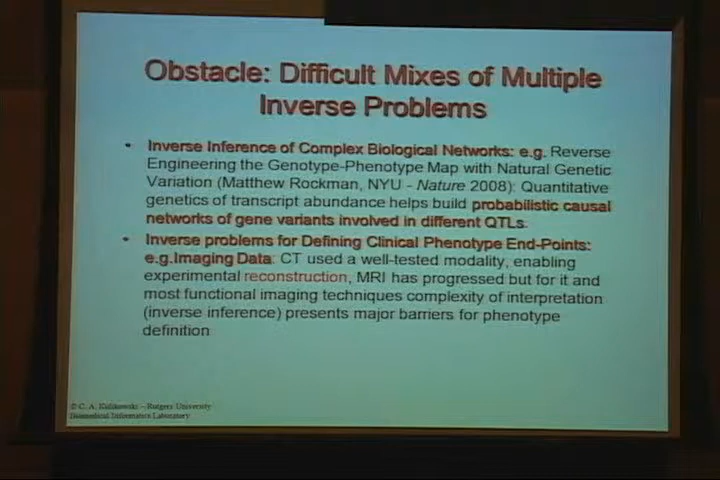 Obstacle: Difficult Mixes of Multiple
Inverse Problems
• Inverse Inference of Complex Biological Networks: e.g. Reverse
Engineering the Genotype-Phenotype Map with Natural Genetic
Variation (Matthew Rockman, NYU - Nature 2008): Quantitative
genetics of transcript abundance helps build probabilistic causal
networks of gene variants involved in different QTLs.
• Inverse problems for Defining Clinical Phenotype End-Points:
e.g.Imaging Data: CT used a well-tested modality, enabling
experimental reconstruction, MRI has progressed but for it and
most functional imaging techniques complexity of interpretation
(inverse inference) presents major barriers for phenotype
definition
© C. A. Kulikowski – Rutgers University
Biomedical Informatics Laboratory